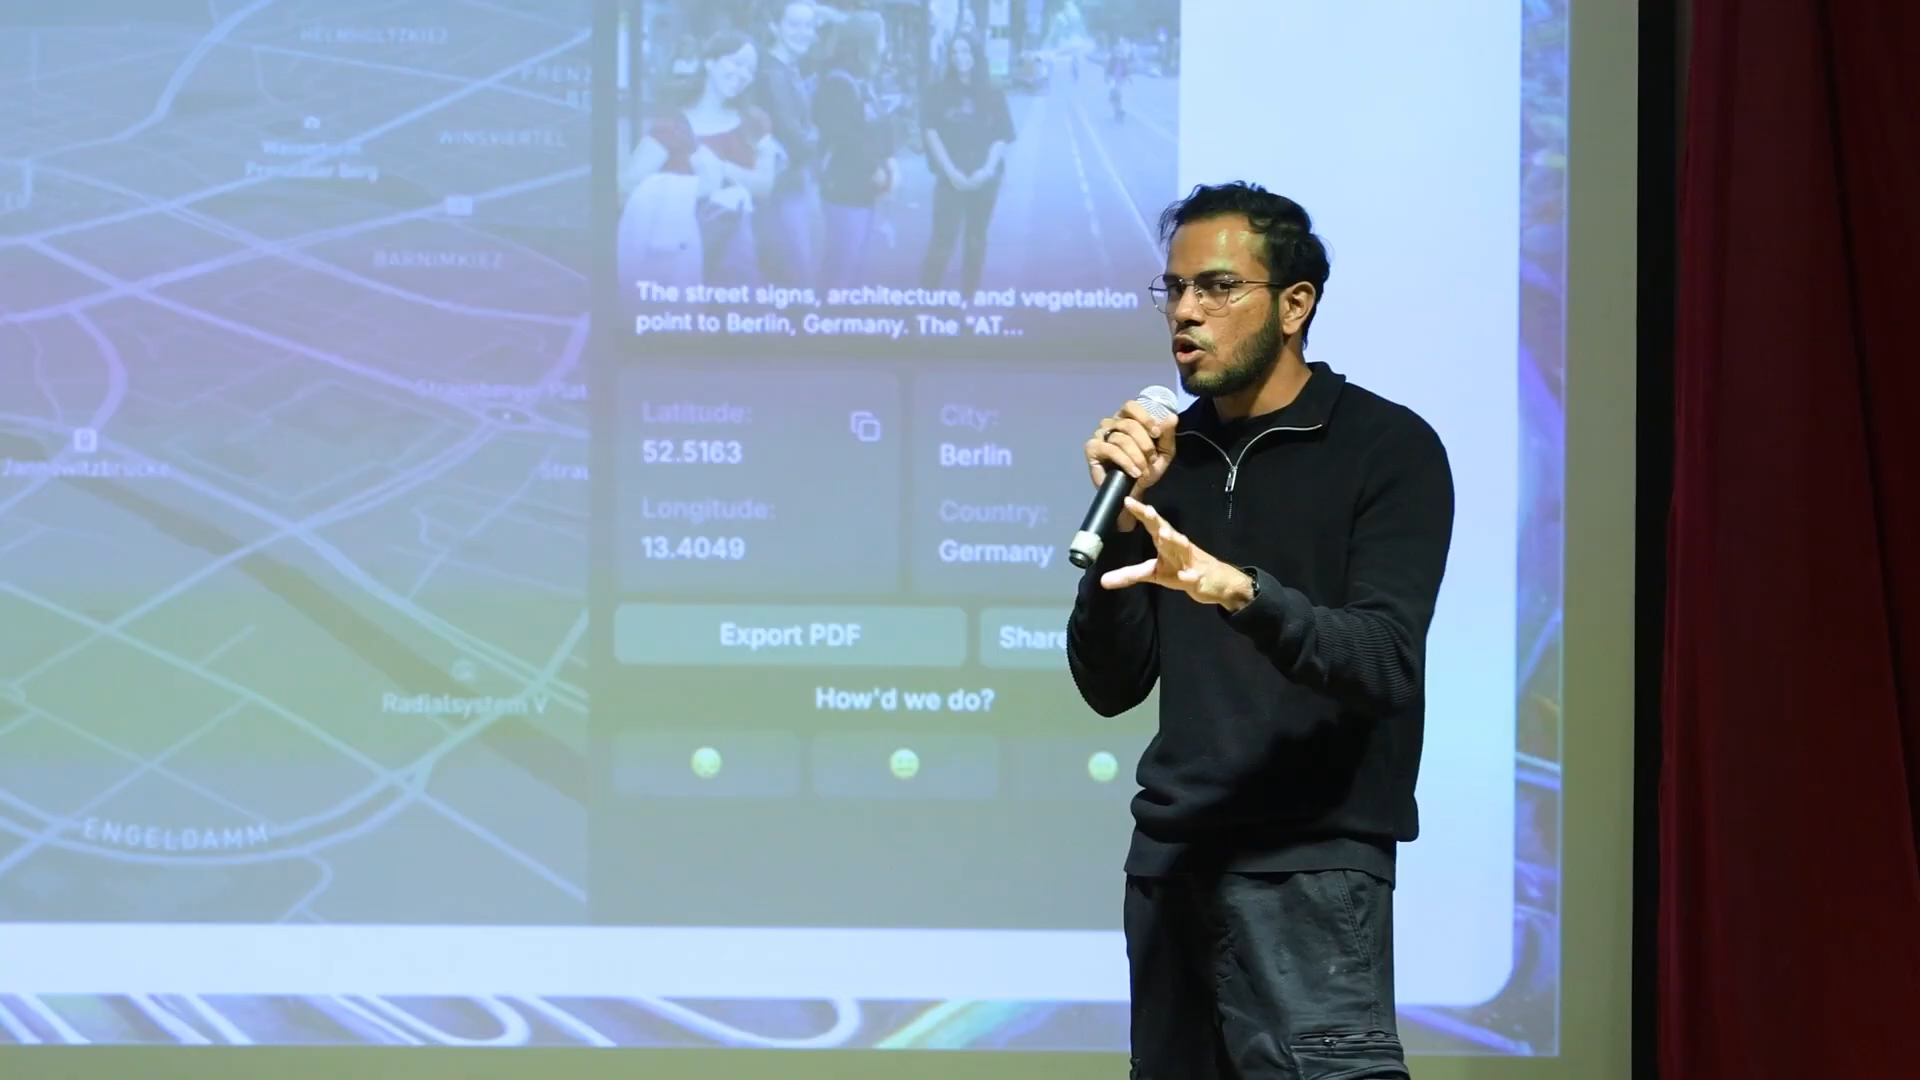 HELMHOLTZKIEZ
WINSVIERTEL
BARNIMKIEZ
Jannowitzbrücke
Radialsystem V
ENGELDAMM
The street signs, architecture, and vegetation
point to Berlin, Germany. The "AT...
Latitude:
52.5163
Longitude:
13.4049
City:
Berlin
Country:
Germany
Export PDF
Share
How'd we do?